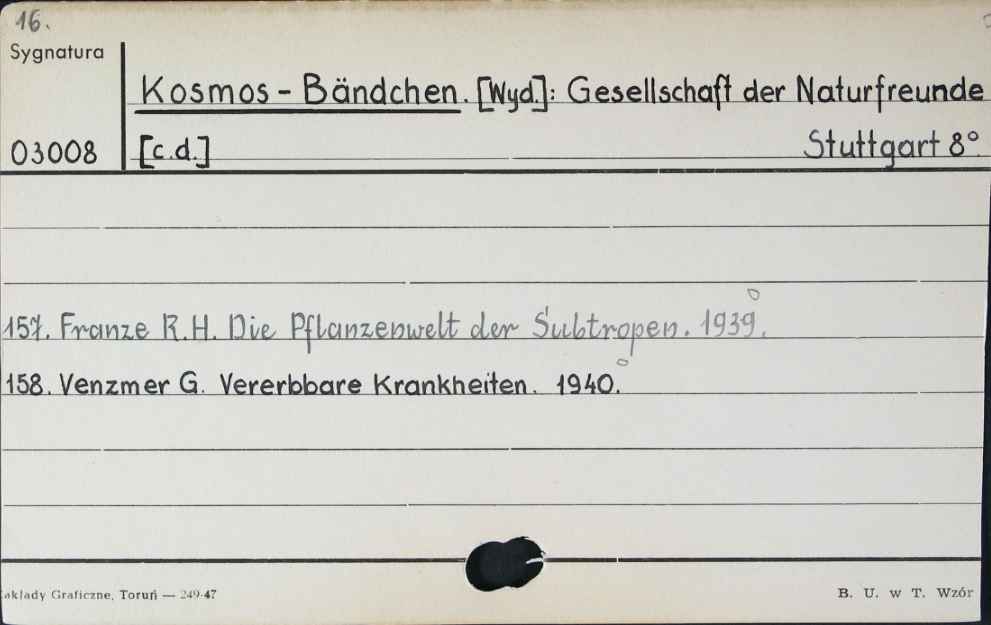 16.
Sygnatura
Kosmos - Bändchen. [Wyd.]: Gesellschaft der Naturfreunde
03008 [c.d.] Stuttgart 8°
157. Franze R.H. Die Pflanzenwelt der Subtropen. 1939.
158. Venzmer G. Vererbbare Krankheiten. 1940.
akłady Graficzne, Toruń — 249-47
B. U. w T. Wzór